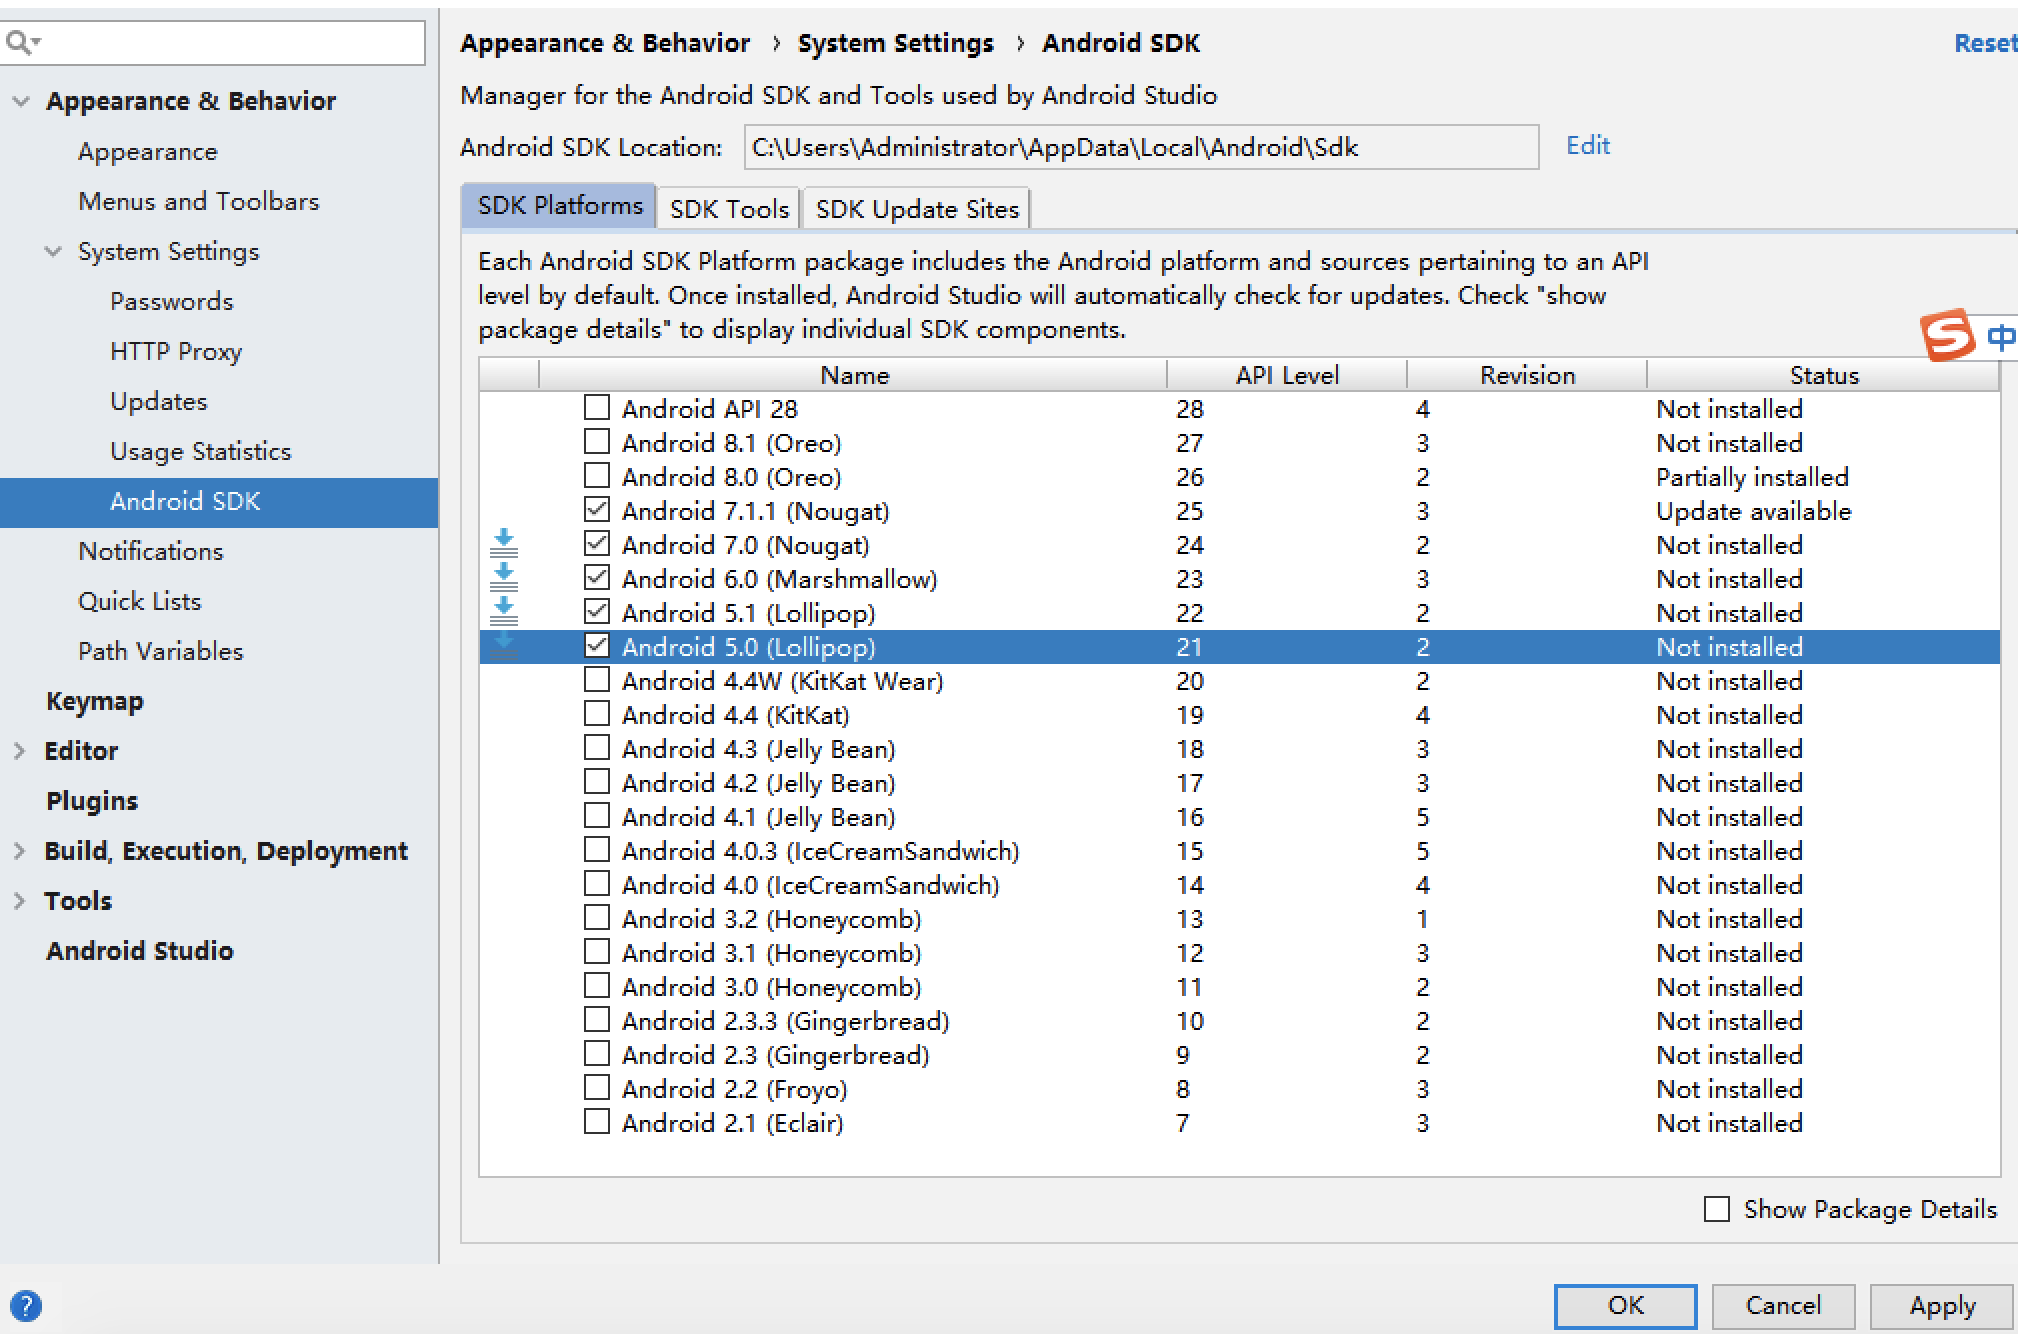 Appearance & Behavior
Appearance
Menus and Toolbars
System Settings
Passwords
HTTP Proxy
Updates
Usage Statistics
Android SDK
Notifications
Quick Lists
Path Variables
Keymap
Editor
Plugins
Build, Execution, Deployment
Tools
Android Studio
Appearance & Behavior › System Settings › Android SDK Reset
Manager for the Android SDK and Tools used by Android Studio
Android SDK Location: C:\Users\Administrator\AppData\Local\Android\Sdk Edit
SDK Platforms SDK Tools SDK Update Sites
Each Android SDK Platform package includes the Android platform and sources pertaining to an API
level by default. Once installed, Android Studio will automatically check for updates. Check "show
package details" to display individual SDK components.
S 中
Name API Level Revision Status
Android API 28 28 4 Not installed
Android 8.1 (Oreo) 27 3 Not installed
Android 8.0 (Oreo) 26 2 Partially installed
Android 7.1.1 (Nougat) 25 3 Update available
Android 7.0 (Nougat) 24 2 Not installed
Android 6.0 (Marshmallow) 23 3 Not installed
Android 5.1 (Lollipop) 22 2 Not installed
Android 5.0 (Lollipop) 21 2 Not installed
Android 4.4W (KitKat Wear) 20 2 Not installed
Android 4.4 (KitKat) 19 4 Not installed
Android 4.3 (Jelly Bean) 18 3 Not installed
Android 4.2 (Jelly Bean) 17 3 Not installed
Android 4.1 (Jelly Bean) 16 5 Not installed
Android 4.0.3 (IceCreamSandwich) 15 5 Not installed
Android 4.0 (IceCreamSandwich) 14 4 Not installed
Android 3.2 (Honeycomb) 13 1 Not installed
Android 3.1 (Honeycomb) 12 3 Not installed
Android 3.0 (Honeycomb) 11 2 Not installed
Android 2.3.3 (Gingerbread) 10 2 Not installed
Android 2.3 (Gingerbread) 9 2 Not installed
Android 2.2 (Froyo) 8 3 Not installed
Android 2.1 (Eclair) 7 3 Not installed
Show Package Details
? OK Cancel Apply